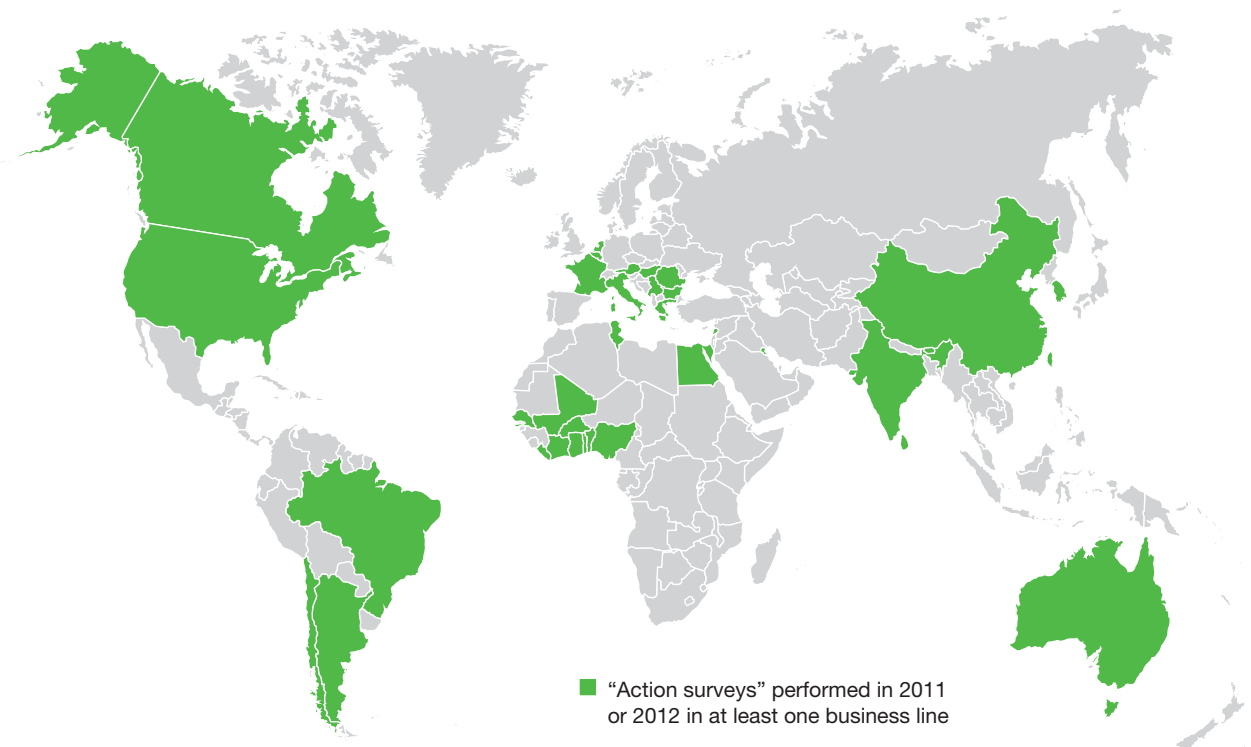 “Action surveys” performed in 2011
or 2012 in at least one business line